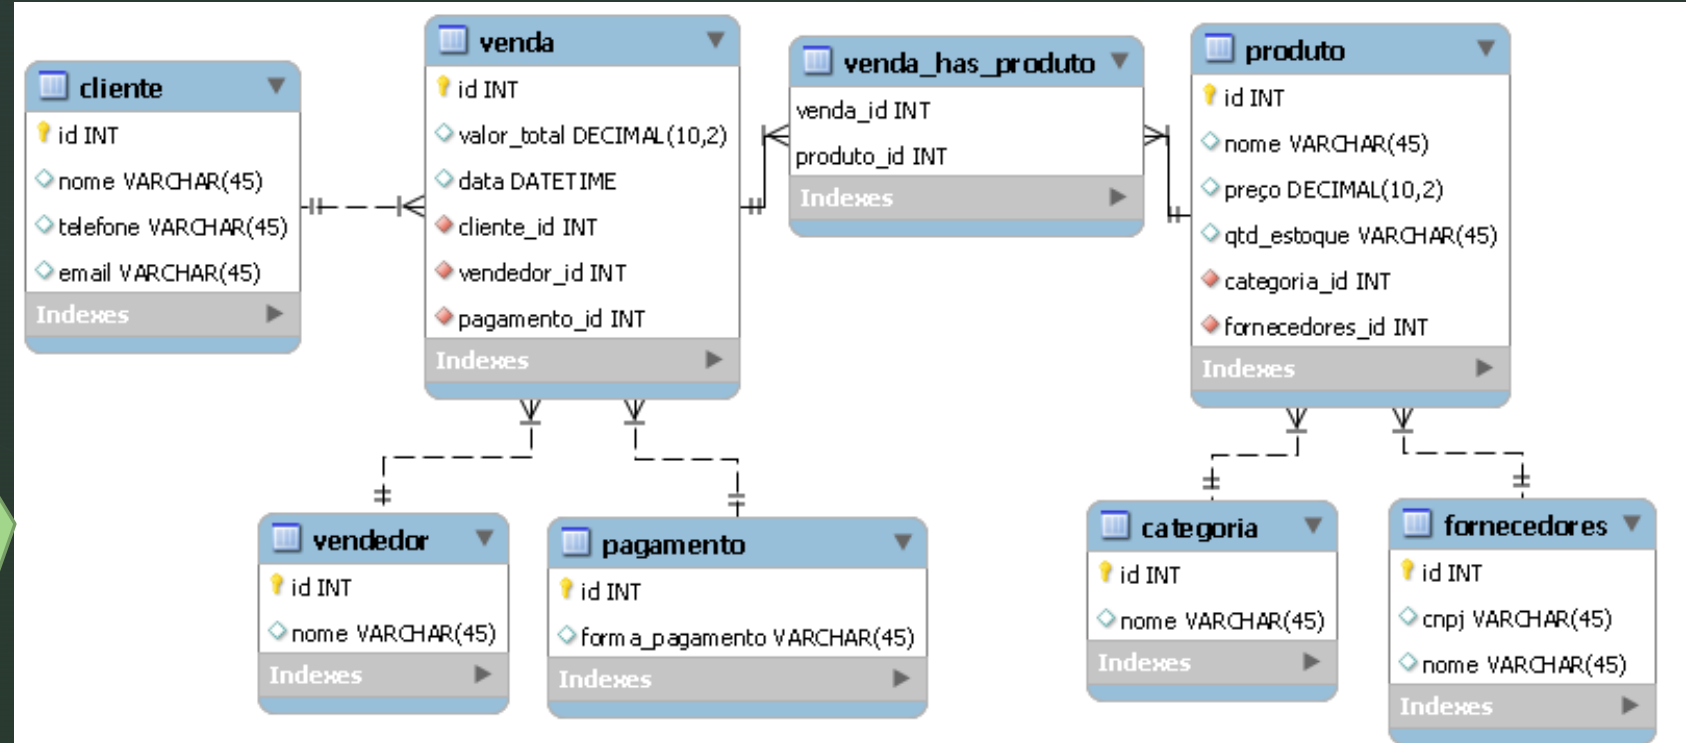 cliente
id INT
nome VARCHAR(45)
telefone VARCHAR(45)
email VARCHAR(45)
Indexes
venda
id INT
valor_total DECIMAL(10,2)
data DATETIME
cliente_id INT
vendedor_id INT
pagamento_id INT
Indexes
venda_has_produto
venda_id INT
produto_id INT
Indexes
produto
id INT
nome VARCHAR(45)
preço DECIMAL(10,2)
qtd_estoque VARCHAR(45)
categoria_id INT
fornecedores_id INT
Indexes
vendedor
id INT
nome VARCHAR(45)
Indexes
pagamento
id INT
forma_pagamento VARCHAR(45)
Indexes
categoria
id INT
nome VARCHAR(45)
Indexes
fornecedores
id INT
cnpj VARCHAR(45)
nome VARCHAR(45)
Indexes